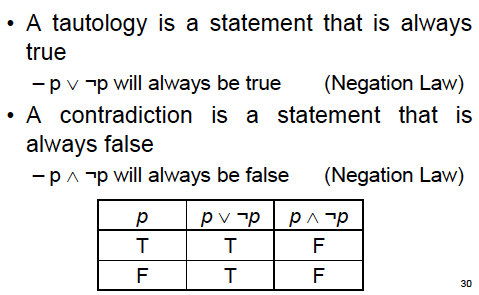 • A tautology is a statement that is always
true
– p ∨ ¬p will always be true (Negation Law)
• A contradiction is a statement that is
always false
– p ∧ ¬p will always be false (Negation Law)
p p ∨ ¬p p ∧ ¬p
T T F
F T F
30